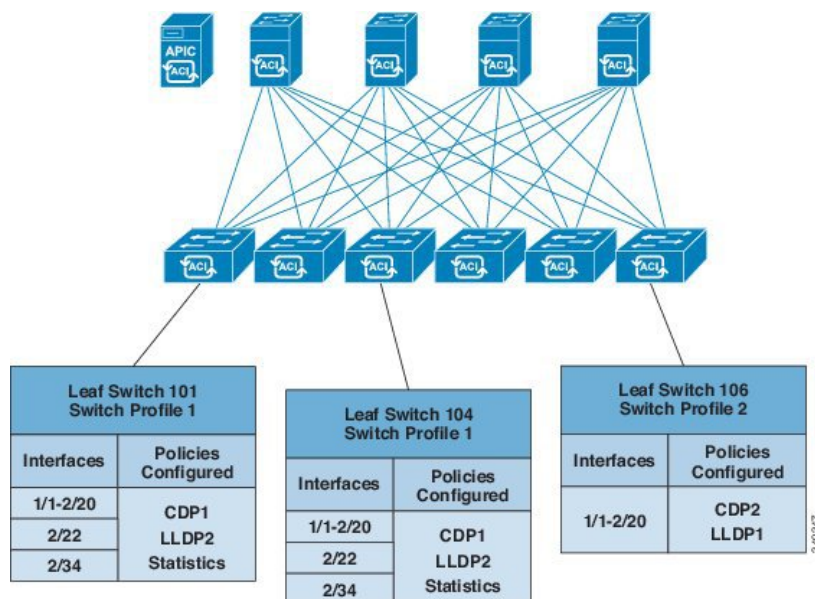 APIC
ACI
ACI
ACI
ACI
ACI
ACI
ACI
ACI
ACI
ACI
ACI
Leaf Switch 101
Switch Profile 1
Interfaces
Policies
Configured
1/1-2/20
2/22
2/34
CDP1
LLDP2
Statistics
Leaf Switch 104
Switch Profile 1
Interfaces
Policies
Configured
1/1-2/20
2/22
2/34
CDP1
LLDP2
Statistics
Leaf Switch 106
Switch Profile 2
Interfaces
Policies
Configured
1/1-2/20
CDP2
LLDP1